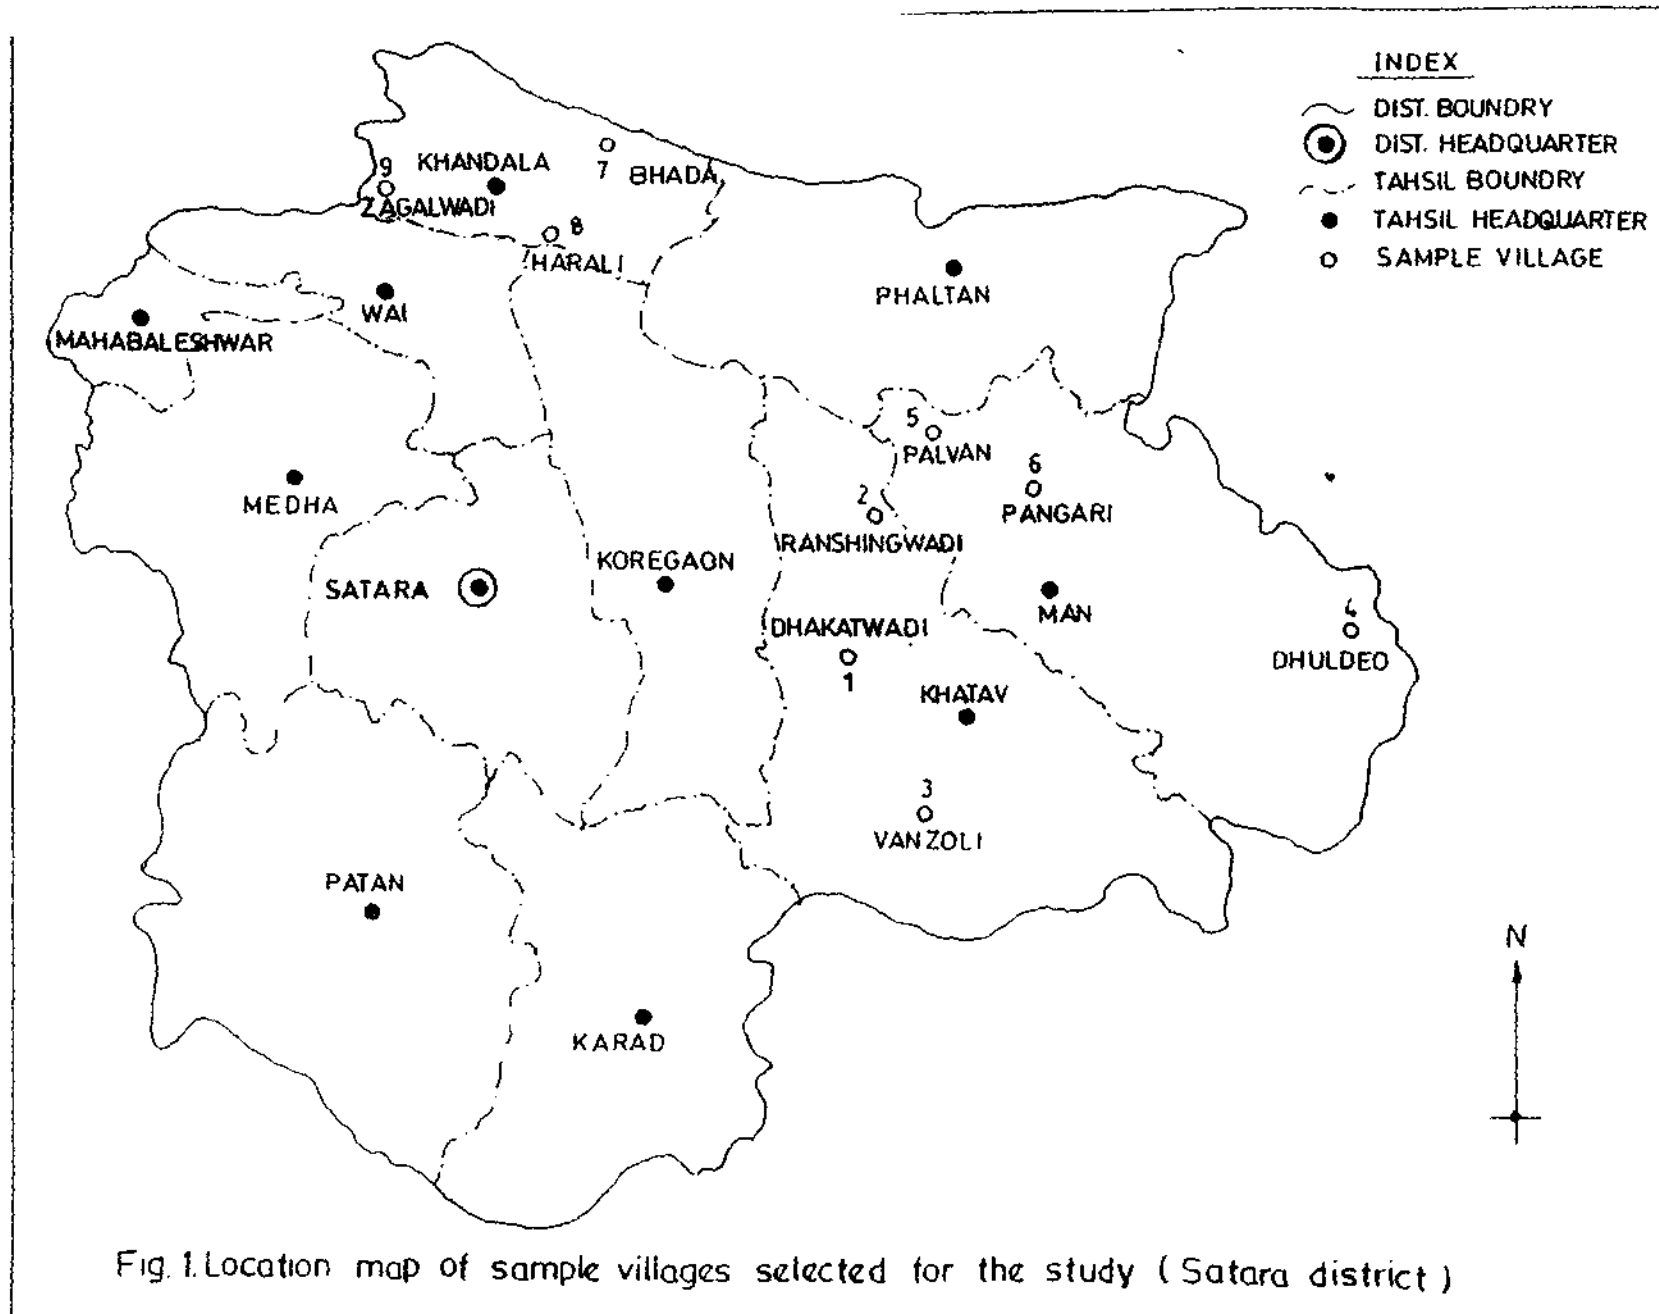 INDEX
DIST. BOUNDRY
DIST. HEADQUARTER
TAHSIL BOUNDRY
TAHSIL HEADQUARTER
SAMPLE VILLAGE
9
KHANDALA
7
BHADA
ZAGALWADI
8
HARALI
PHALTAN
WAI
MAHABALESHWAR
5
PALVAN
6
PANGARI
MEDHA
2
RANSHINGWADI
KOREGAON
SATARA
MAN
4
DHULDEO
DHAKATWADI
1
KHATAV
3
VANZOLI
PATAN
N
KARAD
Fig. 1. Location map of sample villages selected for the study ( Satara district )